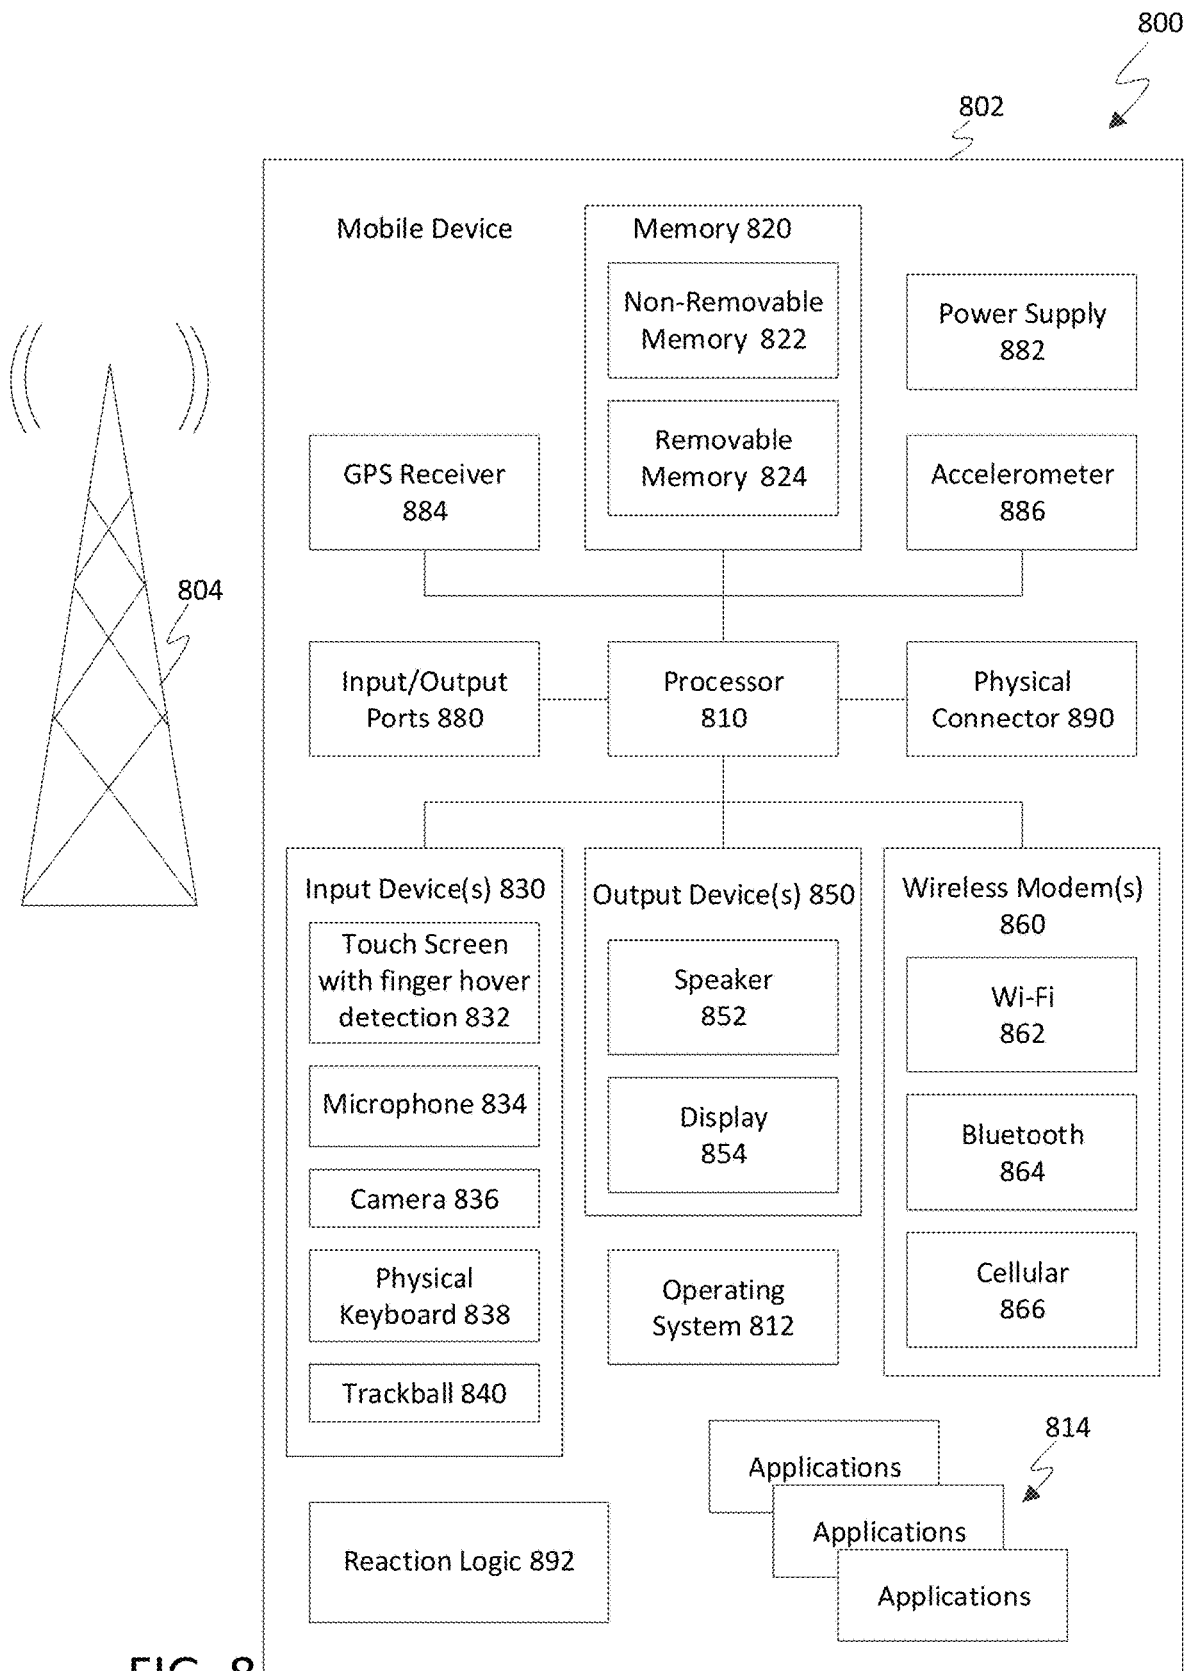 800
802
Mobile Device
Memory 820
Non-Removable
Memory 822
Power Supply
882
Removable
Memory 824
GPS Receiver
884
Accelerometer
886
804
Input/Output
Ports 880
Processor
810
Physical
Connector 890
Input Device(s) 830
Touch Screen
with finger hover
detection 832
Microphone 834
Camera 836
Physical
Keyboard 838
Trackball 840
Output Device(s) 850
Speaker
852
Display
854
Wireless Modem(s)
860
Wi-Fi
862
Bluetooth
864
Cellular
866
Operating
System 812
814
Applications
Applications
Applications
Reaction Logic 892
FIG. 8